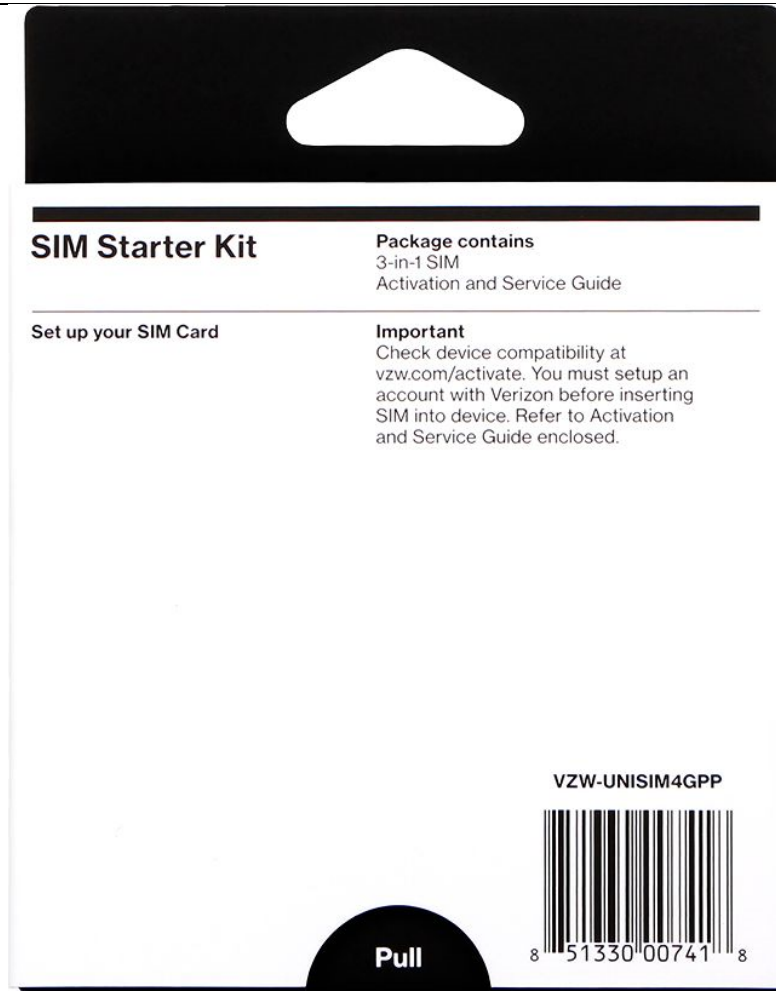 SIM Starter Kit
Package contains
3-in-1 SIM
Activation and Service Guide
Set up your SIM Card
Important
Check device compatibility at
vzw.com/activate. You must setup an
account with Verizon before inserting
SIM into device. Refer to Activation
and Service Guide enclosed.
VZW-UNISIM4GPP
8 51330 00741 8
Pull